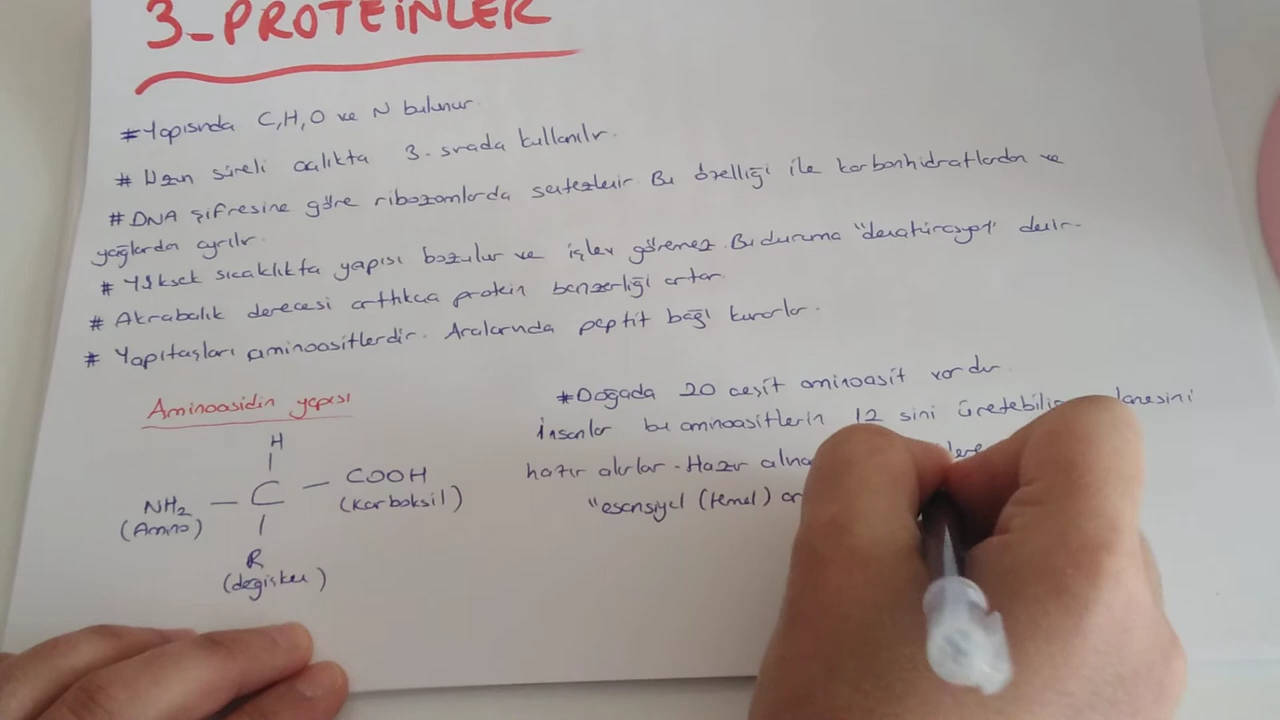 3-PROTEİNLER
# Yapısında C,H,O ve N bulunur.
# Uzun süreli açlıkta 3. sırada kullanılır.
# DNA şifresine göre ribozomlarda sentezlenir. Bu özelliği ile karbonhidratlardan ve
yağlardan ayrılır.
# Yüksek sıcaklıkta yapısı bozulur ve işlev göremez. Bu duruma "denatürasyon" denir.
# Akrabalık derecesi arttıkça protein benzerliği artar.
# Yapıtaşları aminoasitlerdir. Aralarında peptit bağı kurarlar.
Aminoasidin yapısı
H
NH₂ — C — COOH
(Amino) (Karboksil)
R
(değişken)
# Doğada 20 çeşit aminoasit vardır.
İnsanlar bu aminoasitlerin 12 sini
hazır alırlar. Hazır
"esansiyel (temel)